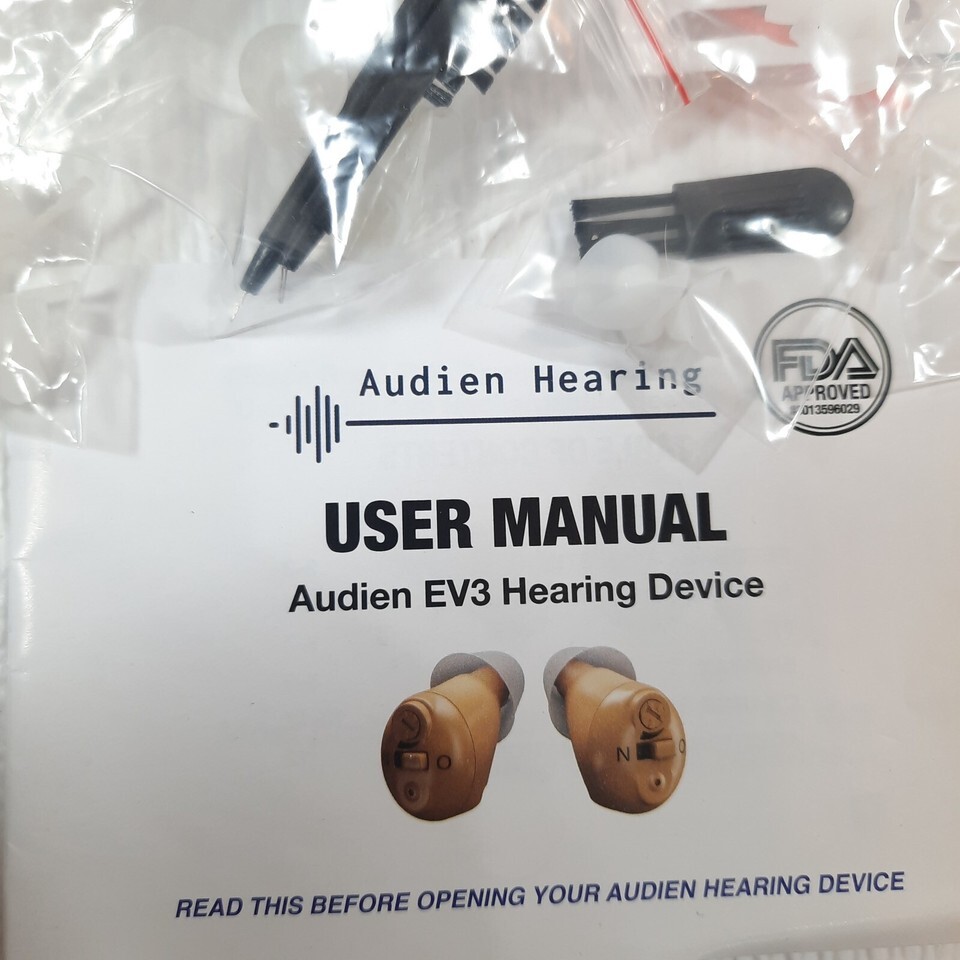 Audien Hearing
FDA
APPROVED
USER MANUAL
Audien EV3 Hearing Device
O
N O
READ THIS BEFORE OPENING YOUR AUDIEN HEARING DEVICE